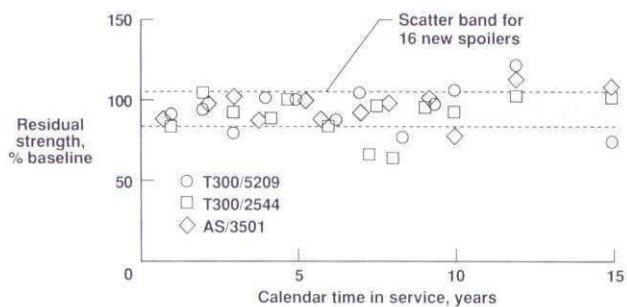 150
Scatter band for
16 new spoilers
100
Residual
strength,
% baseline
50
T300/5209
T300/2544
AS/3501
0
5
10
15
Calendar time in service, years